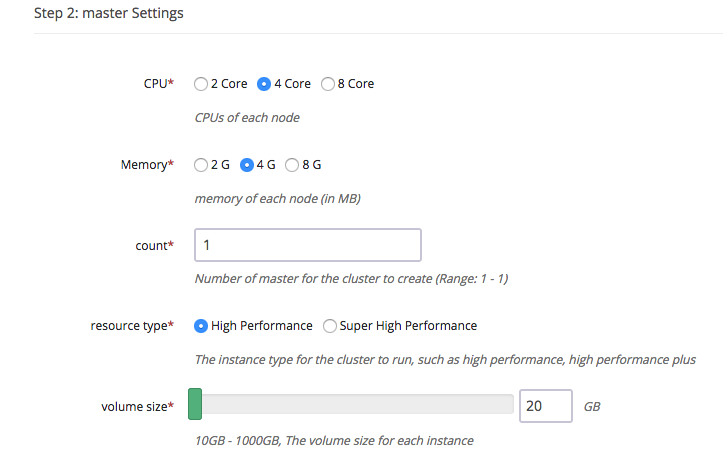 Step 2: master Settings
CPU* 2 Core 4 Core 8 Core
CPUs of each node
Memory* 2 G 4 G 8 G
memory of each node (in MB)
count* 1
Number of master for the cluster to create (Range: 1 - 1)
resource type* High Performance Super High Performance
The instance type for the cluster to run, such as high performance, high performance plus
volume size* 20 GB
10GB - 1000GB, The volume size for each instance